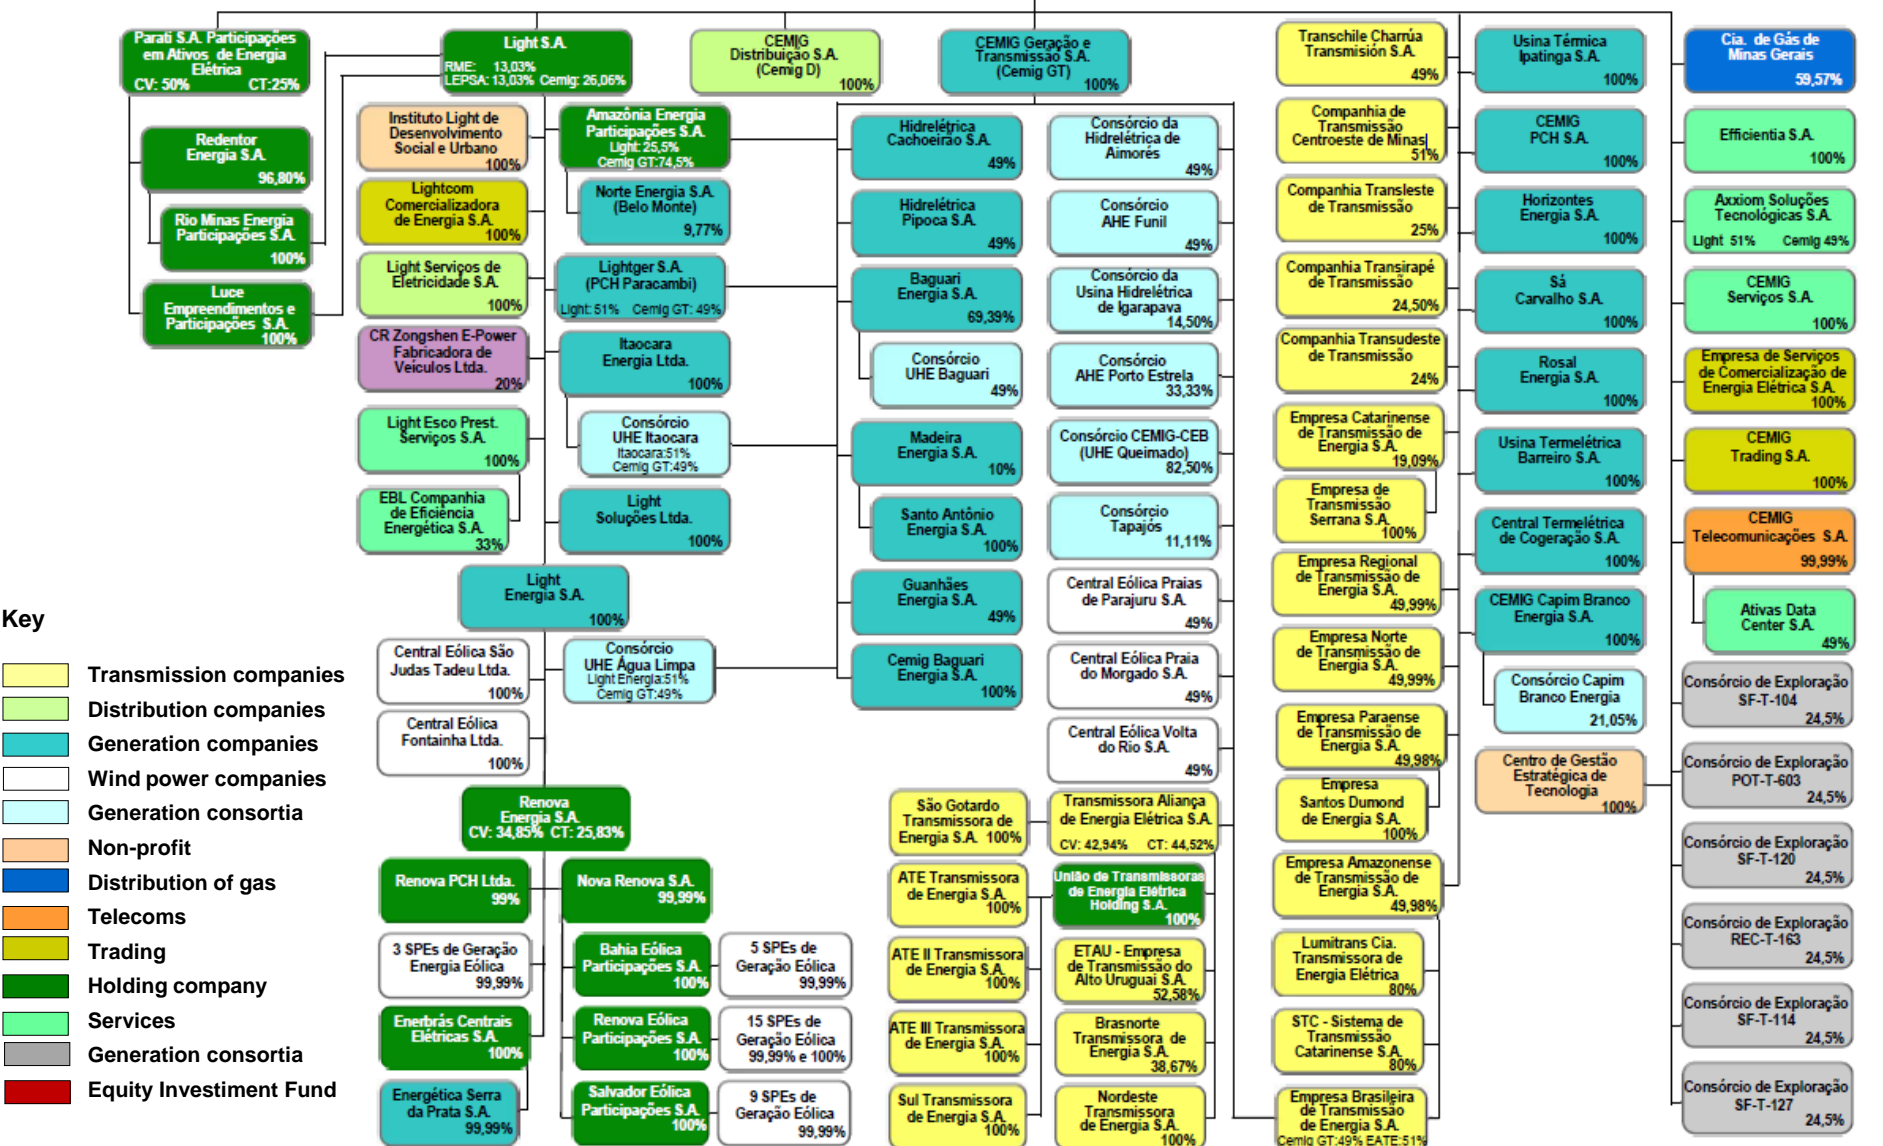 Parati S.A. Participações
em Ativos de Energia
Elétrica
CV: 50% CT:25%
Redentor
Energia S.A.
96,80%
Rio Minas Energia
Participações S.A.
100%
Luce
Empreendimentos e
Participações S.A.
100%
Light S.A.
RME: 13,03%
LEPSA: 13,03% Cemig: 26,06%
Instituto Light de
Desenvolvimento
Social e Urbano
100%
Lightcom
Comercializadora
de Energia S.A.
100%
Light Serviços de
Eletricidade S.A.
100%
CR Zongshen E-Power
Fabricadora de
Veículos Ltda.
20%
Light Esco Prest.
Serviços S.A.
100%
EBL Companhia
de Eficiência
Energética S.A.
33%
Amazônia Energia
Participações S.A.
Light: 25,5%
Cemig GT:74,5%
Norte Energia S.A.
(Belo Monte)
9,77%
Lightger S.A.
(PCH Paracambi)
Light: 51% Cemig GT: 49%
Itaocara
Energia Ltda.
100%
Consórcio
UHE Itaocara
Itaocara:51%
Cemig GT:49%
Light
Soluções Ltda.
100%
Light
Energia S.A.
100%
Central Eólica São
Judas Tadeu Ltda.
100%
Consórcio
UHE Água Limpa
Light Energia:51%
Cemig GT:49%
Central Eólica
Fontainha Ltda.
100%
Renova
Energia S.A.
CV: 34,85% CT: 25,83%
Renova PCH Ltda.
99%
Nova Renova S.A.
99,99%
3 SPEs de Geração
Energia Eólica
99,99%
Bahia Eólica
Participações S.A.
100%
5 SPEs de
Geração Eólica
99,99%
Enerbrás Centrais
Elétricas S.A.
100%
Renova Eólica
Participações S.A.
100%
15 SPEs de
Geração Eólica
99,99% e 100%
Energética Serra
da Prata S.A.
99,99%
Salvador Eólica
Participações S.A.
100%
9 SPEs de
Geração Eólica
99,99%
CEMIG
Distribuição S.A.
(Cemig D)
100%
CEMIG Geração e
Transmissão S.A.
(Cemig GT)
100%
Hidrelétrica
Cachoeirão S.A.
49%
Hidrelétrica
Pipoca S.A.
49%
Baguari
Energia S.A.
69,39%
Consórcio
UHE Baguari
49%
Madeira
Energia S.A.
10%
Santo Antônio
Energia S.A.
100%
Guanhães
Energia S.A.
49%
Cemig Baguari
Energia S.A.
100%
Consórcio da
Hidrelétrica de
Aimorés
49%
Consórcio
AHE Funil
49%
Consórcio da
Usina Hidrelétrica
de Igarapava
14,50%
Consórcio
AHE Porto Estrela
33,33%
Consórcio CEMIG-CEB
(UHE Queimado)
82,50%
Consórcio
Tapajós
11,11%
Central Eólica Praias
de Parajuru S.A.
49%
Central Eólica Praia
do Morgado S.A.
49%
Central Eólica Volta
do Rio S.A.
49%
São Gotardo
Transmissora de
Energia S.A. 100%
Transmissora Aliança
de Energia Elétrica S.A.
CV: 42,94% CT: 44,52%
ATE Transmissora
de Energia S.A.
100%
União de Transmissoras
de Energia Elétrica
Holding S.A.
100%
ATE II Transmissora
de Energia S.A.
100%
ETAU - Empresa
de Transmissão do
Alto Uruguai S.A.
52,58%
ATE III Transmissora
de Energia S.A.
100%
Brasnorte
Transmissora de
Energia S.A.
38,67%
Sul Transmissora
de Energia S.A.
100%
Nordeste
Transmissora
de Energia S.A.
100%
Transchile Charrúa
Transmisión S.A.
49%
Companhia de
Transmissão
Centroeste de Minas
51%
Companhia Transleste
de Transmissão
25%
Companhia Transirapé
de Transmissão
24,50%
Companhia Transudeste
de Transmissão
24%
Empresa Catarinense
de Transmissão de
Energia S.A.
19,09%
Empresa de
Transmissão
Serrana S.A.
100%
Empresa Regional
de Transmissão de
Energia S.A.
49,99%
Empresa Norte
de Transmissão de
Energia S.A.
49,99%
Empresa Paraense
de Transmissão de
Energia S.A.
49,98%
Empresa
Santos Dumond
de Energia S.A.
100%
Empresa Amazonense
de Transmissão de
Energia S.A.
49,98%
Lumitrans Cia.
Transmissora de
Energia Elétrica
80%
STC - Sistema de
Transmissão
Catarinense S.A.
80%
Empresa Brasileira
de Transmissão
de Energia S.A.
Cemig GT:49% EATE:51%
Usina Térmica
Ipatinga S.A.
100%
CEMIG
PCH S.A.
100%
Horizontes
Energia S.A.
100%
Sá
Carvalho S.A.
100%
Rosal
Energia S.A.
100%
Usina Termelétrica
Barreiro S.A.
100%
Central Termelétrica
de Cogeração S.A.
100%
CEMIG Capim Branco
Energia S.A.
100%
Consórcio Capim
Branco Energia
21,05%
Centro de Gestão
Estratégica de
Tecnologia
100%
Cia. de Gás de
Minas Gerais
59,57%
Efficientia S.A.
100%
Axxiom Soluções
Tecnológicas S.A.
Light 51% Cemig 49%
CEMIG
Serviços S.A.
100%
Empresa de Serviços
de Comercialização de
Energia Elétrica S.A.
100%
CEMIG
Trading S.A.
100%
CEMIG
Telecomunicações S.A.
99,99%
Ativas Data
Center S.A.
49%
Consórcio de Exploração
SF-T-104
24,5%
Consórcio de Exploração
POT-T-603
24,5%
Consórcio de Exploração
SF-T-120
24,5%
Consórcio de Exploração
REC-T-163
24,5%
Consórcio de Exploração
SF-T-114
24,5%
Consórcio de Exploração
SF-T-127
24,5%
Key
Transmission companies
Distribution companies
Generation companies
Wind power companies
Generation consortia
Non-profit
Distribution of gas
Telecoms
Trading
Holding company
Services
Generation consortia
Equity Investiment Fund